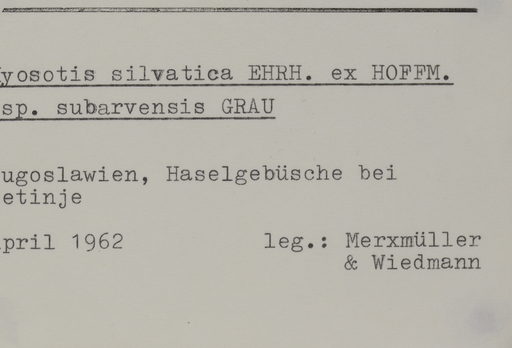 yosotis silvatica EHRH. ex HOFFM.
sp. subarvensis GRAU
ugoslawien, Haselgebüsche bei
etinje
pril 1962 leg.: Merxmüller
& Wiedmann